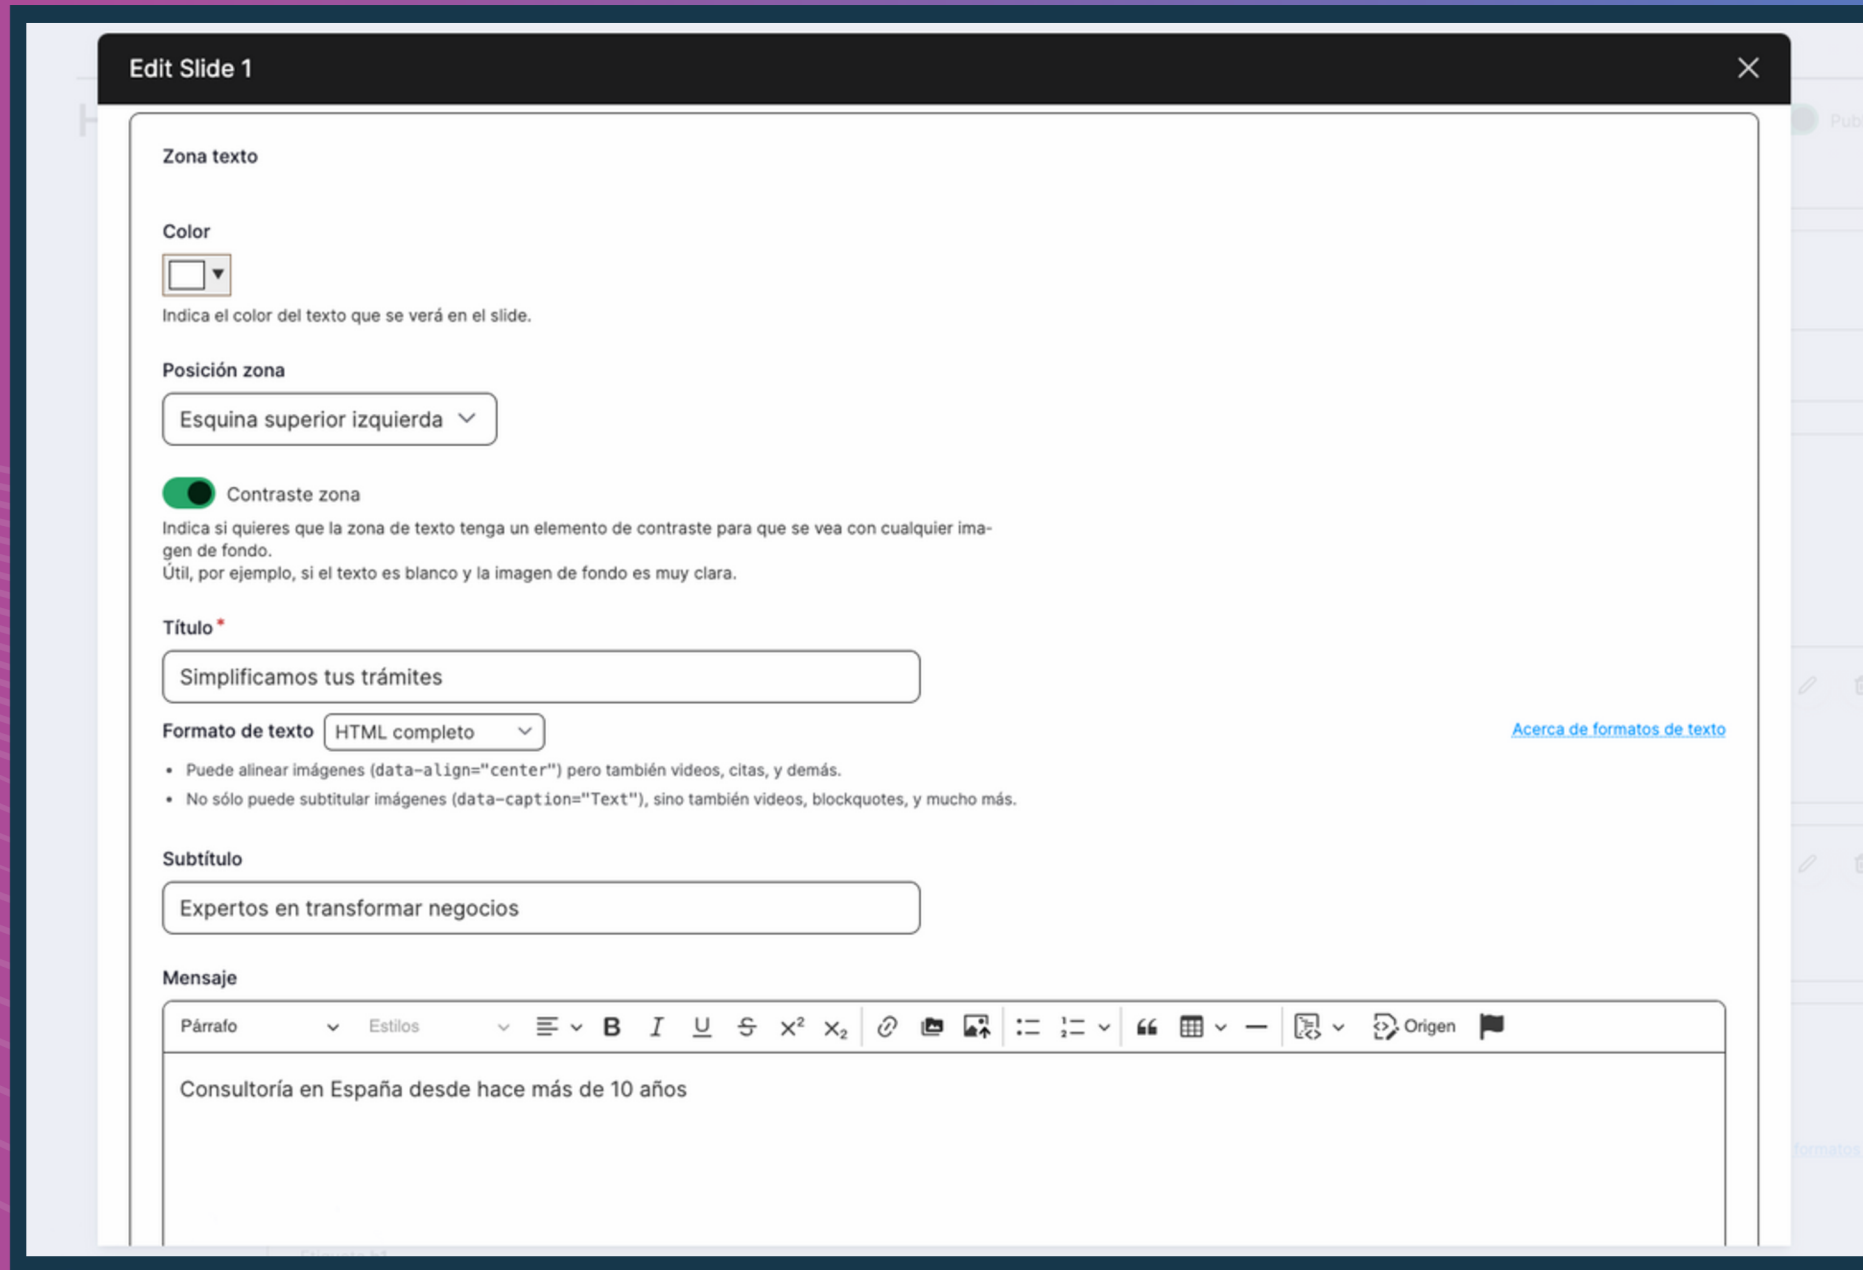 Edit Slide 1
Zona texto
Color
Indica el color del texto que se verá en el slide.
Posición zona
Esquina superior izquierda
Contraste zona
Indica si quieres que la zona de texto tenga un elemento de contraste para que se vea con cualquier ima-
gen de fondo.
Útil, por ejemplo, si el texto es blanco y la imagen de fondo es muy clara.
Título*
Simplificamos tus trámites
Formato de texto HTML completo Acerca de formatos de texto
• Puede alinear imágenes (data-align="center") pero también videos, citas, y demás.
• No sólo puede subtitular imágenes (data-caption="Text"), sino también videos, blockquotes, y mucho más.
Subtítulo
Expertos en transformar negocios
Mensaje
Párrafo Estilos B I U S X² X₂ Origen
Consultoría en España desde hace más de 10 años
formatos